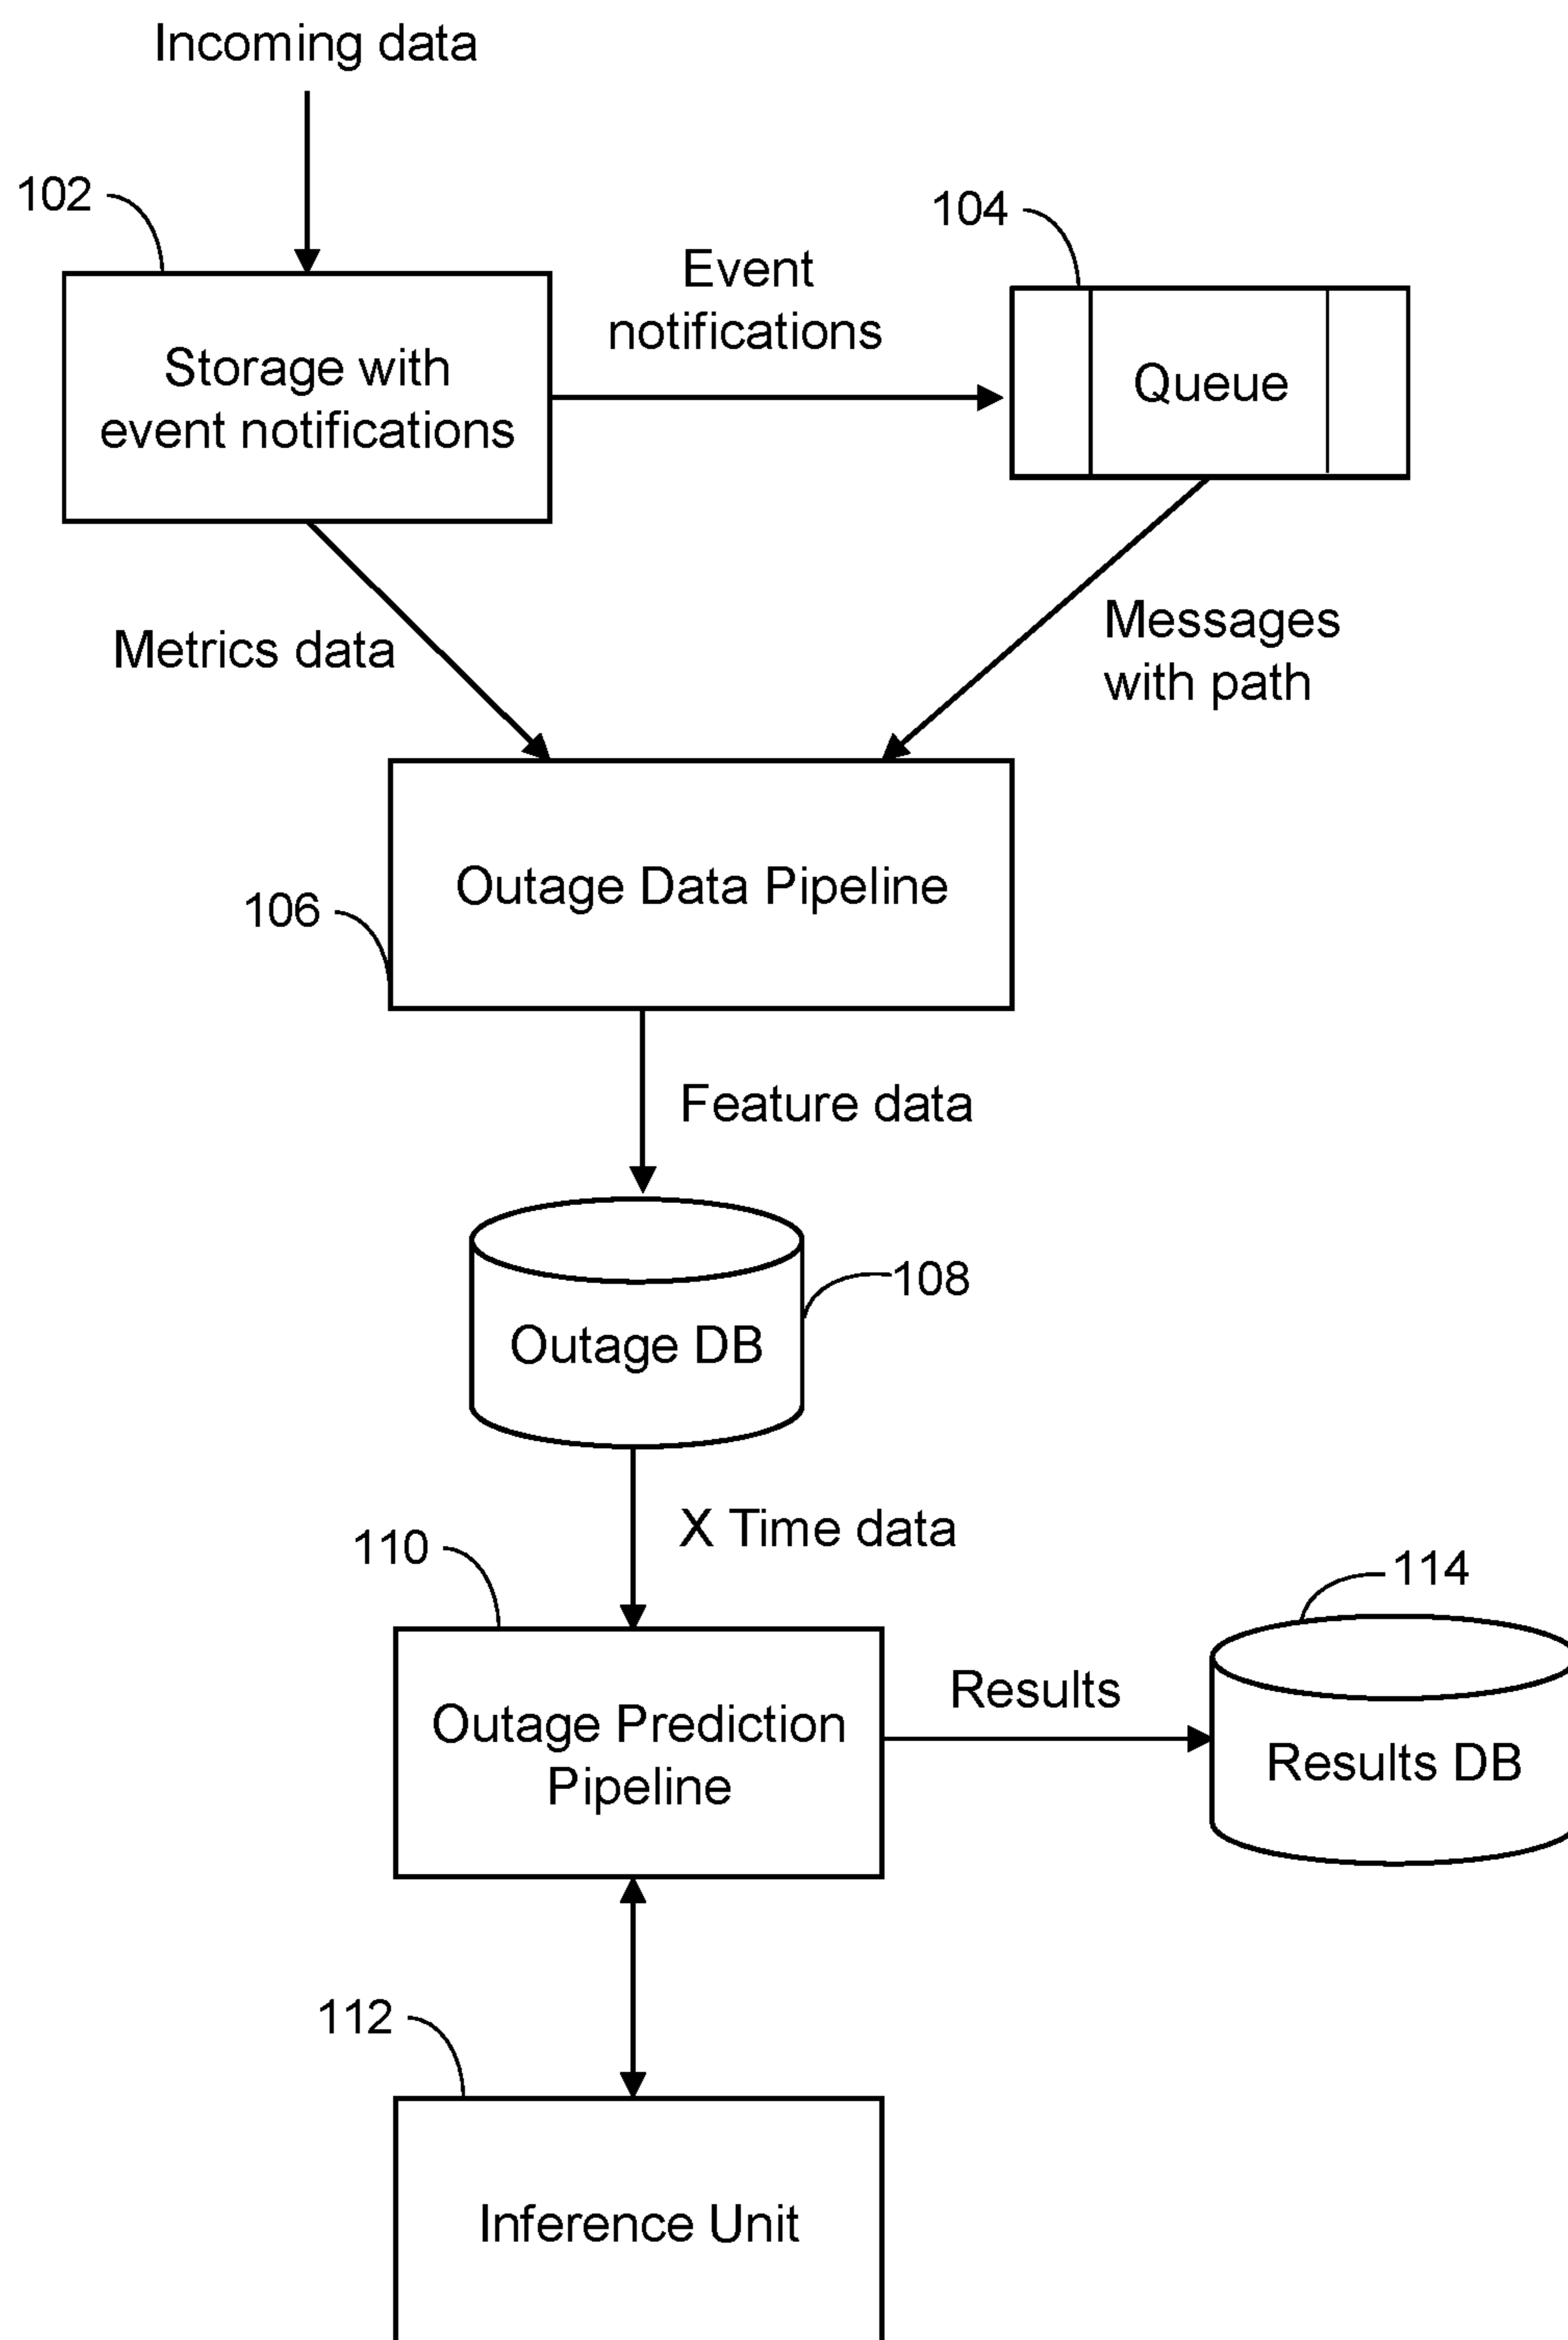 Incoming data
102
104
Event
notifications
Storage with
event notifications
Queue
Metrics data
Messages
with path
Outage Data Pipeline
106
Feature data
108
Outage DB
X Time data
110
114
Results
Outage Prediction
Pipeline
Results DB
112
Inference Unit